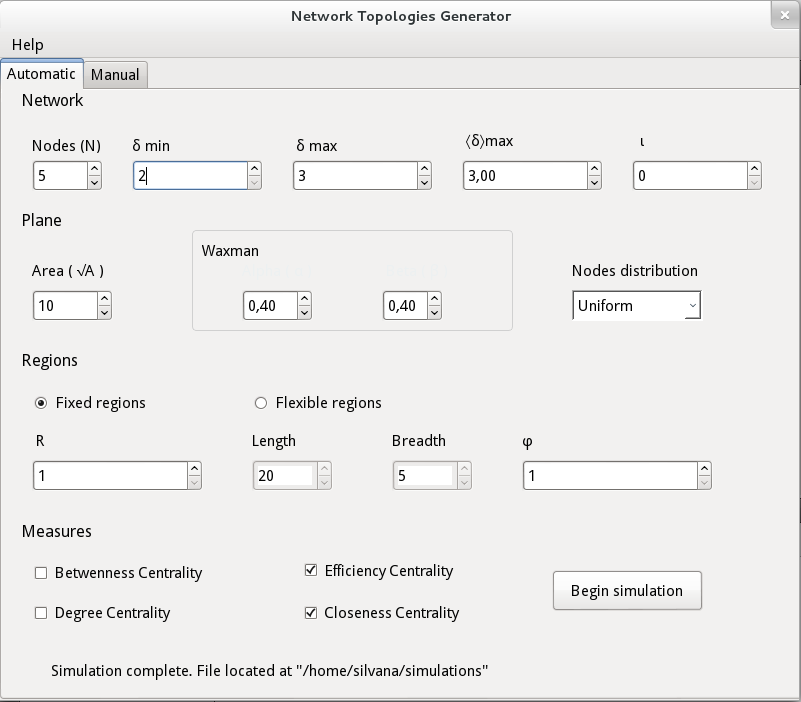 Network Topologies Generator
Help
Automatic Manual
Network
Nodes (N) δ min δ max ⟨δ⟩max ι
5 2 3 3,00 0
Plane
Waxman
Area ( √A ) Nodes distribution
10 0,40 0,40 Uniform
Regions
Fixed regions Flexible regions
R Length Breadth φ
1 20 5 1
Measures
Betwenness Centrality Efficiency Centrality
Begin simulation
Degree Centrality Closeness Centrality
Simulation complete. File located at "/home/silvana/simulations"